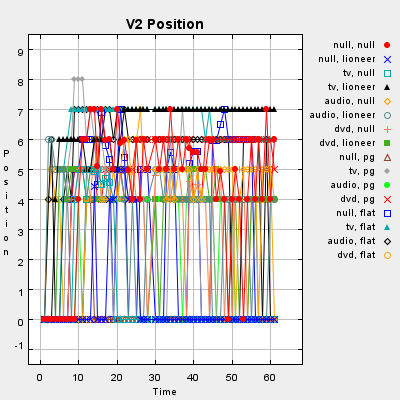 V2 Position
9
8
7
6
5
4
3
2
1
0
-1
Position
0
10
20
30
40
50
60
Time
null, null
null, lioneer
tv, null
tv, lioneer
audio, null
audio, lioneer
dvd, null
dvd, lioneer
null, pg
tv, pg
audio, pg
dvd, pg
null, flat
tv, flat
audio, flat
dvd, flat